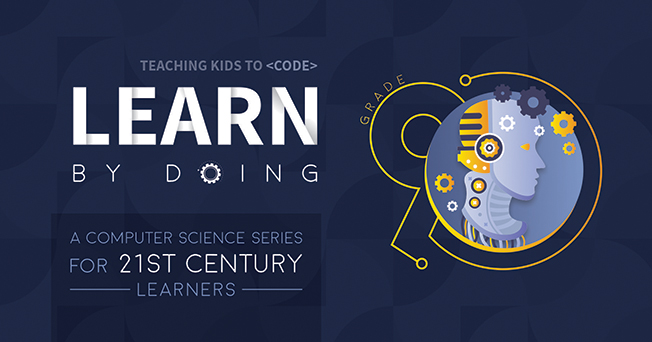 TEACHING KIDS TO <CODE>
LEARN
BY DOING
A COMPUTER SCIENCE SERIES
FOR 21ST CENTURY
LEARNERS
GRADE
9